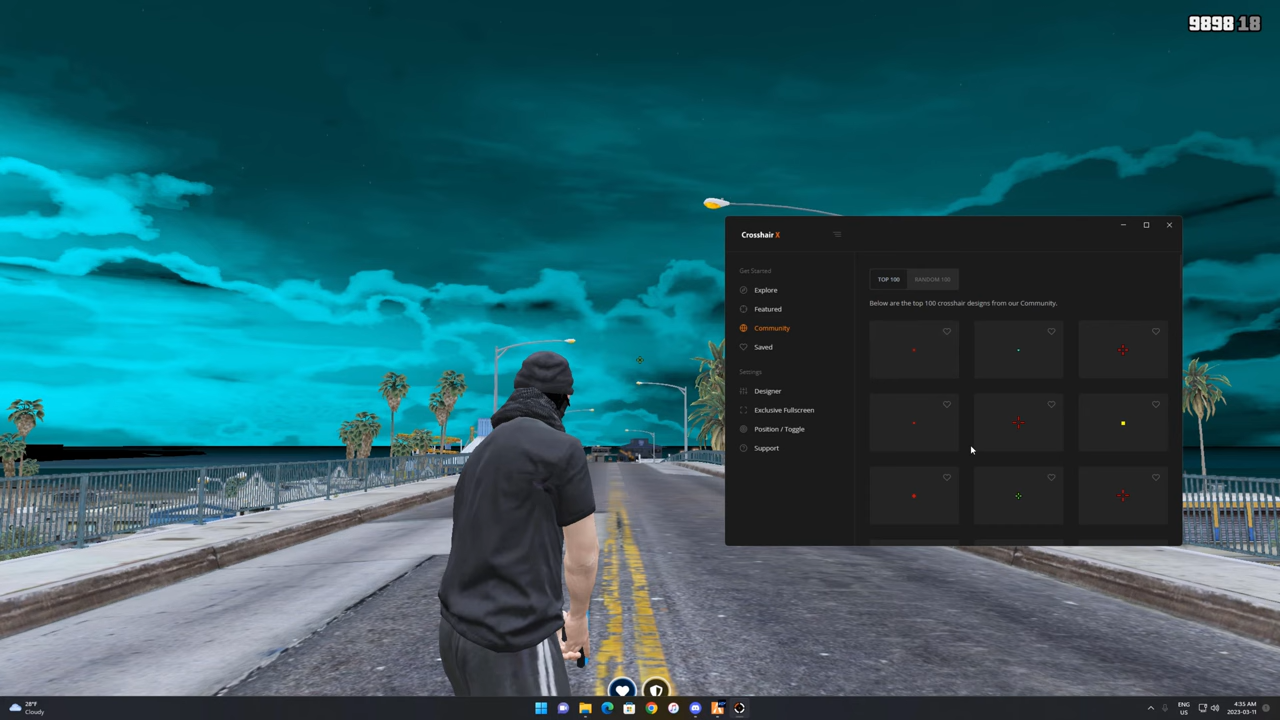 9898 18
Crosshair X
Get Started
Explore
Featured
Community
Saved
Settings
Designer
Exclusive Fullscreen
Position / Toggle
Support
TOP 100
RANDOM 100
Below are the top 100 crosshair designs from our Community.
28°F
Cloudy
ENG
US
4:35 AM
2023-03-11